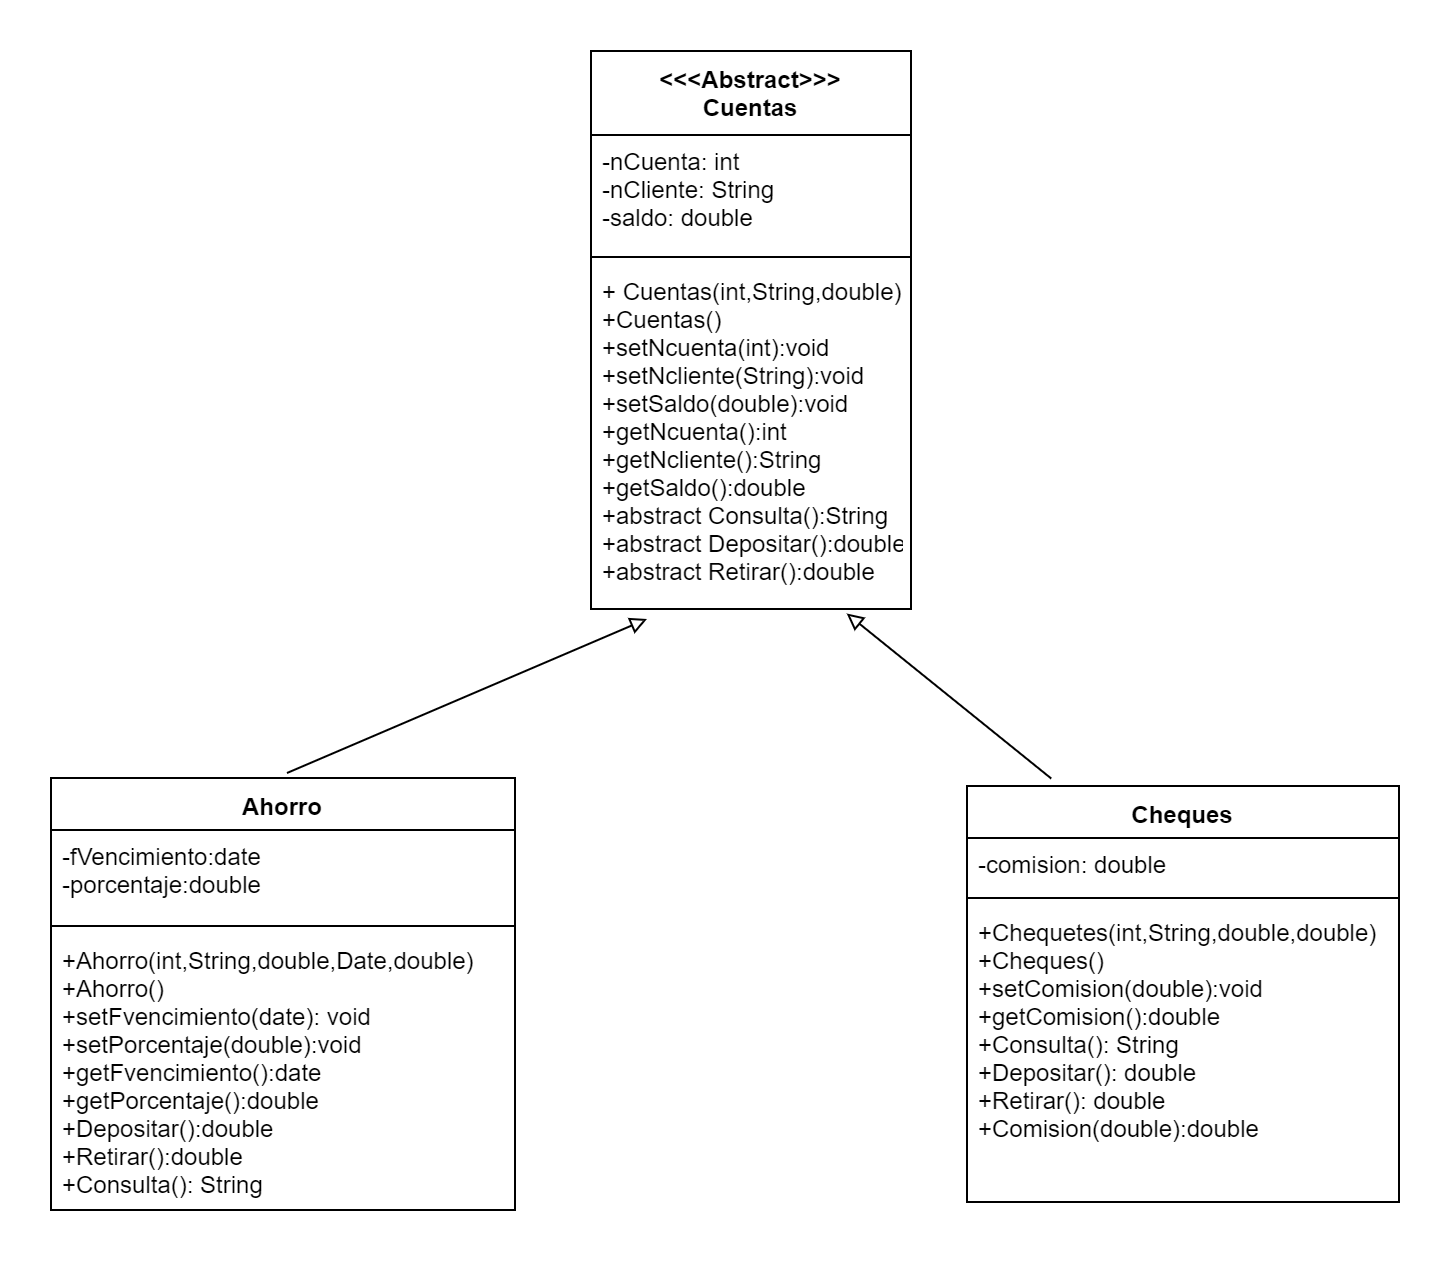 <<<Abstract>>>
Cuentas
-nCuenta: int
-nCliente: String
-saldo: double
+ Cuentas(int,String,double)
+Cuentas()
+setNcuenta(int):void
+setNcliente(String):void
+setSaldo(double):void
+getNcuenta():int
+getNcliente():String
+getSaldo():double
+abstract Consulta():String
+abstract Depositar():double
+abstract Retirar():double
Ahorro
-fVencimiento:date
-porcentaje:double
+Ahorro(int,String,double,Date,double)
+Ahorro()
+setFvencimiento(date): void
+setPorcentaje(double):void
+getFvencimiento():date
+getPorcentaje():double
+Depositar():double
+Retirar():double
+Consulta(): String
Cheques
-comision: double
+Chequetes(int,String,double,double)
+Cheques()
+setComision(double):void
+getComision():double
+Consulta(): String
+Depositar(): double
+Retirar(): double
+Comision(double):double